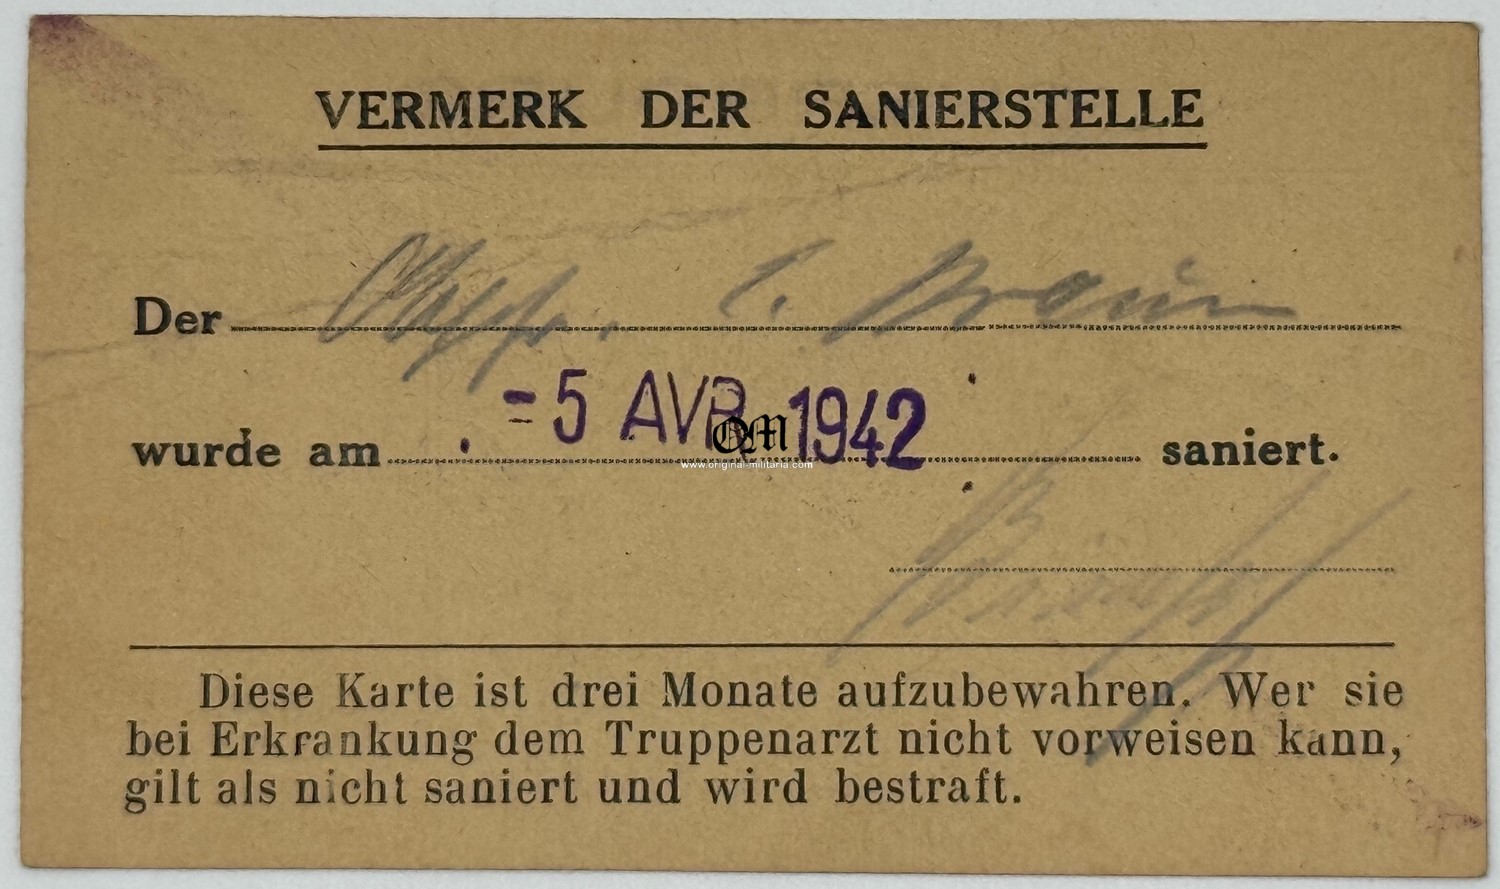 VERMERK DER SANIERSTELLE
Der
wurde am = 5 AVR 1942 saniert.
OM
www.original-militaria.com
Diese Karte ist drei Monate aufzubewahren. Wer sie
bei Erkrankung dem Truppenarzt nicht vorweisen kann,
gilt als nicht saniert und wird bestraft.